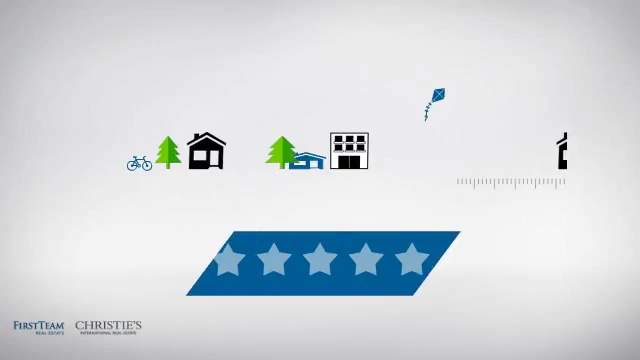 FIRSTTEAM
REAL ESTATE
CHRISTIE'S
INTERNATIONAL REAL ESTATE